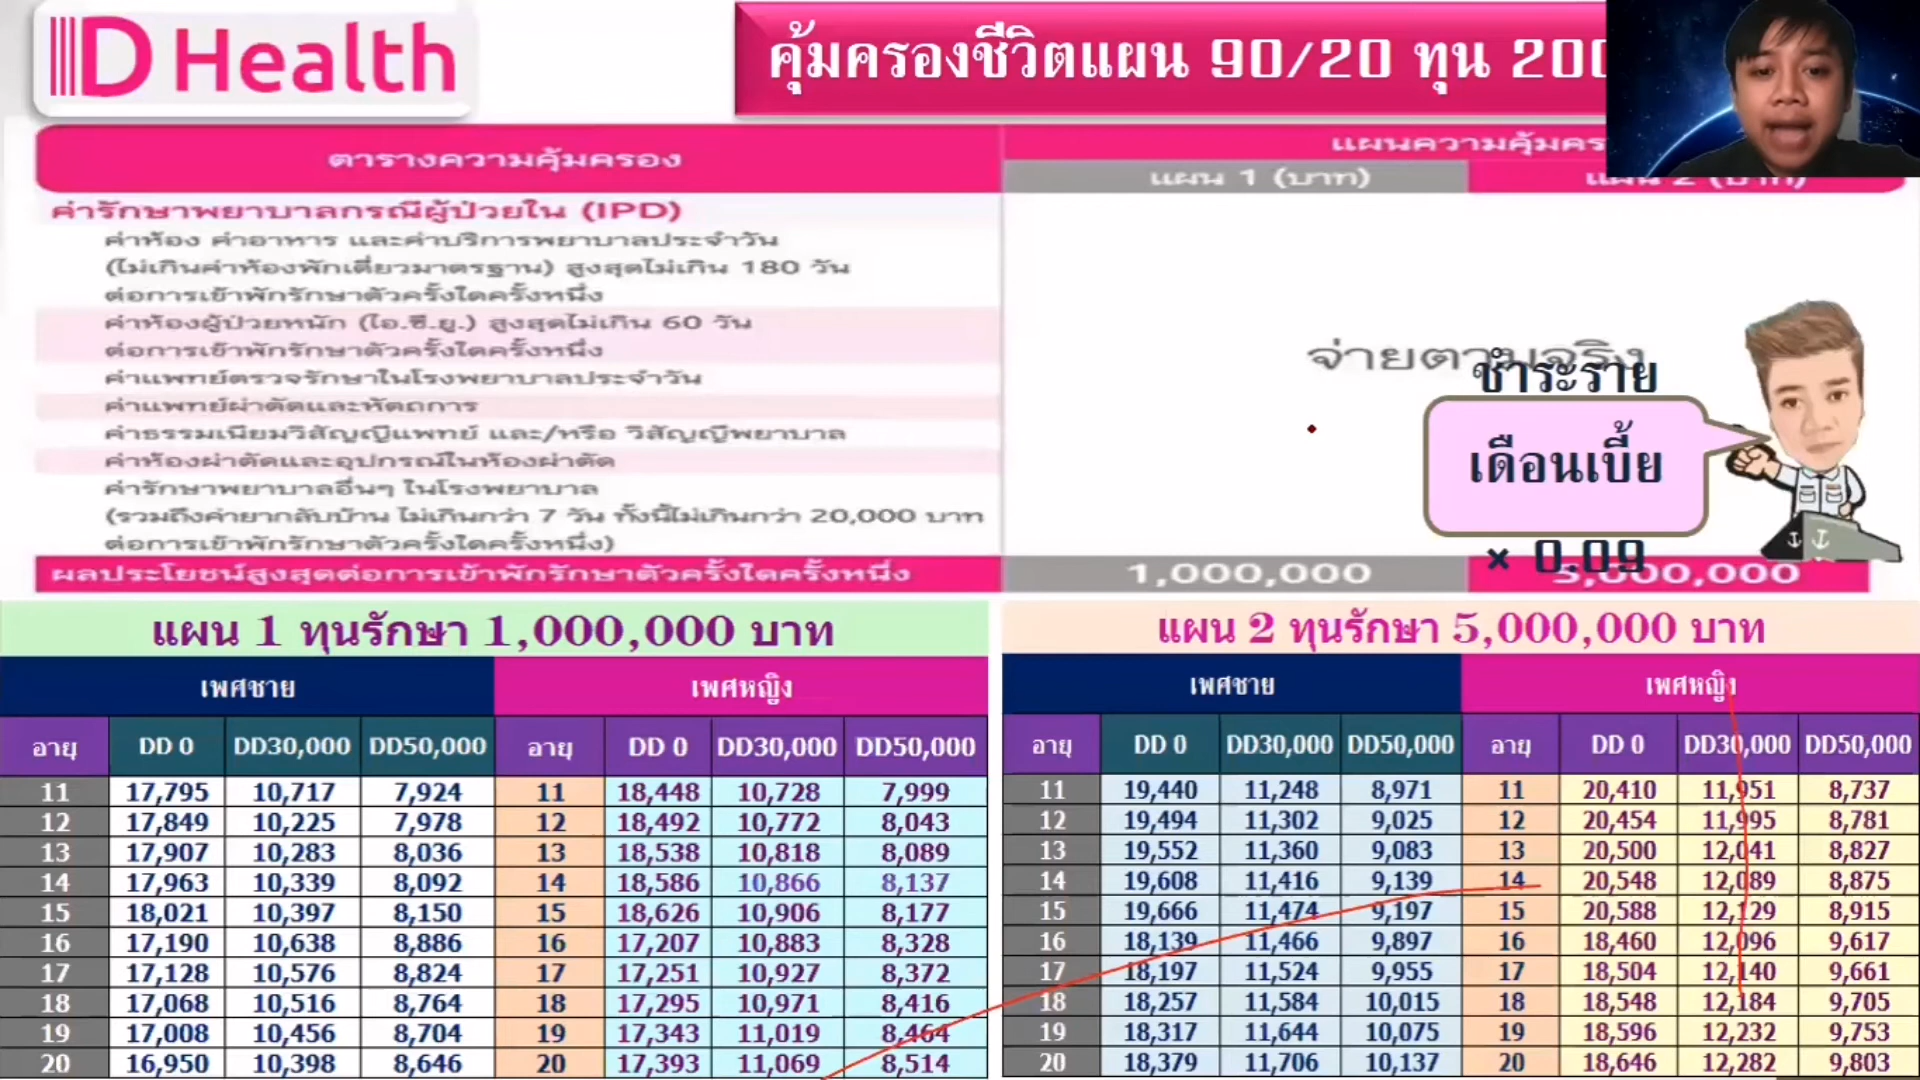 D Health
คุ้มครองชีวิตแผน 90/20 ทุน 200
ตารางความคุ้มครอง
แผนความคุ้มคร
แผน 1 (บาท)
แผน 2 (บาท)
ค่ารักษาพยาบาลกรณีผู้ป่วยใน (IPD)
ค่าห้อง ค่าอาหาร และค่าบริการพยาบาลประจำวัน
(ไม่เกินค่าห้องพักเดี่ยวมาตรฐาน) สูงสุดไม่เกิน 180 วัน
ต่อการเข้าพักรักษาตัวครั้งใดครั้งหนึ่ง
ค่าห้องผู้ป่วยหนัก (ไอ.ซี.ยู.) สูงสุดไม่เกิน 60 วัน
ต่อการเข้าพักรักษาตัวครั้งใดครั้งหนึ่ง
ค่าแพทย์ตรวจรักษาในโรงพยาบาลประจำวัน
ค่าแพทย์ผ่าตัดและหัตถการ
ค่าธรรมเนียมวิสัญญีแพทย์ และ/หรือ วิสัญญีพยาบาล
ค่าห้องผ่าตัดและอุปกรณ์ในห้องผ่าตัด
ค่ารักษาพยาบาลอื่นๆ ในโรงพยาบาล
(รวมถึงค่ายากลับบ้าน ไม่เกินกว่า 7 วัน ทั้งนี้ไม่เกินกว่า 20,000 บาท
ต่อการเข้าพักรักษาตัวครั้งใดครั้งหนึ่ง)
จ่ายตามจริง
ชำระราย
เดือนเบี้ย
× 0.09
ผลประโยชน์สูงสุดต่อการเข้าพักรักษาตัวครั้งใดครั้งหนึ่ง 1,000,000 5,000,000
แผน 1 ทุนรักษา 1,000,000 บาท
เพศชาย เพศหญิง
อายุ DD 0 DD30,000 DD50,000 อายุ DD 0 DD30,000 DD50,000
11 17,795 10,717 7,924 11 18,448 10,728 7,999
12 17,849 10,225 7,978 12 18,492 10,772 8,043
13 17,907 10,283 8,036 13 18,538 10,818 8,089
14 17,963 10,339 8,092 14 18,586 10,866 8,137
15 18,021 10,397 8,150 15 18,626 10,906 8,177
16 17,190 10,638 8,886 16 17,207 10,883 8,328
17 17,128 10,576 8,824 17 17,251 10,927 8,372
18 17,068 10,516 8,764 18 17,295 10,971 8,416
19 17,008 10,456 8,704 19 17,343 11,019 8,464
20 16,950 10,398 8,646 20 17,393 11,069 8,514
แผน 2 ทุนรักษา 5,000,000 บาท
เพศชาย เพศหญิง
อายุ DD 0 DD30,000 DD50,000 อายุ DD 0 DD30,000 DD50,000
11 19,440 11,248 8,971 11 20,410 11,951 8,737
12 19,494 11,302 9,025 12 20,454 11,995 8,781
13 19,552 11,360 9,083 13 20,500 12,041 8,827
14 19,608 11,416 9,139 14 20,548 12,089 8,875
15 19,666 11,474 9,197 15 20,588 12,129 8,915
16 18,139 11,466 9,897 16 18,460 12,096 9,617
17 18,197 11,524 9,955 17 18,504 12,140 9,661
18 18,257 11,584 10,015 18 18,548 12,184 9,705
19 18,317 11,644 10,075 19 18,596 12,232 9,753
20 18,379 11,706 10,137 20 18,646 12,282 9,803